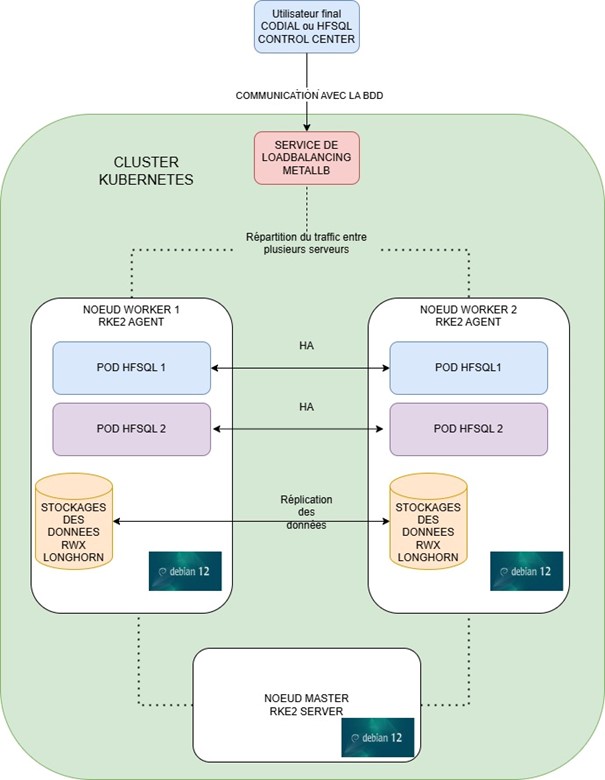 Utilisateur final
CODIAL ou HFSQL
CONTROL CENTER
COMMUNICATION AVEC LA BDD
SERVICE DE
LOADBALANCING
METALLB
CLUSTER
KUBERNETES
Répartition du traffic entre
plusieurs serveurs
NOEUD WORKER 1
RKE2 AGENT
NOEUD WORKER 2
RKE2 AGENT
POD HFSQL 1
HA
POD HFSQL1
POD HFSQL 2
HA
POD HFSQL 2
STOCKAGES
DES
DONNEES
RWX
LONGHORN
Réplication
des
données
STOCKAGES
DES
DONNEES
RWX
LONGHORN
debian 12
debian 12
NOEUD MASTER
RKE2 SERVER
debian 12